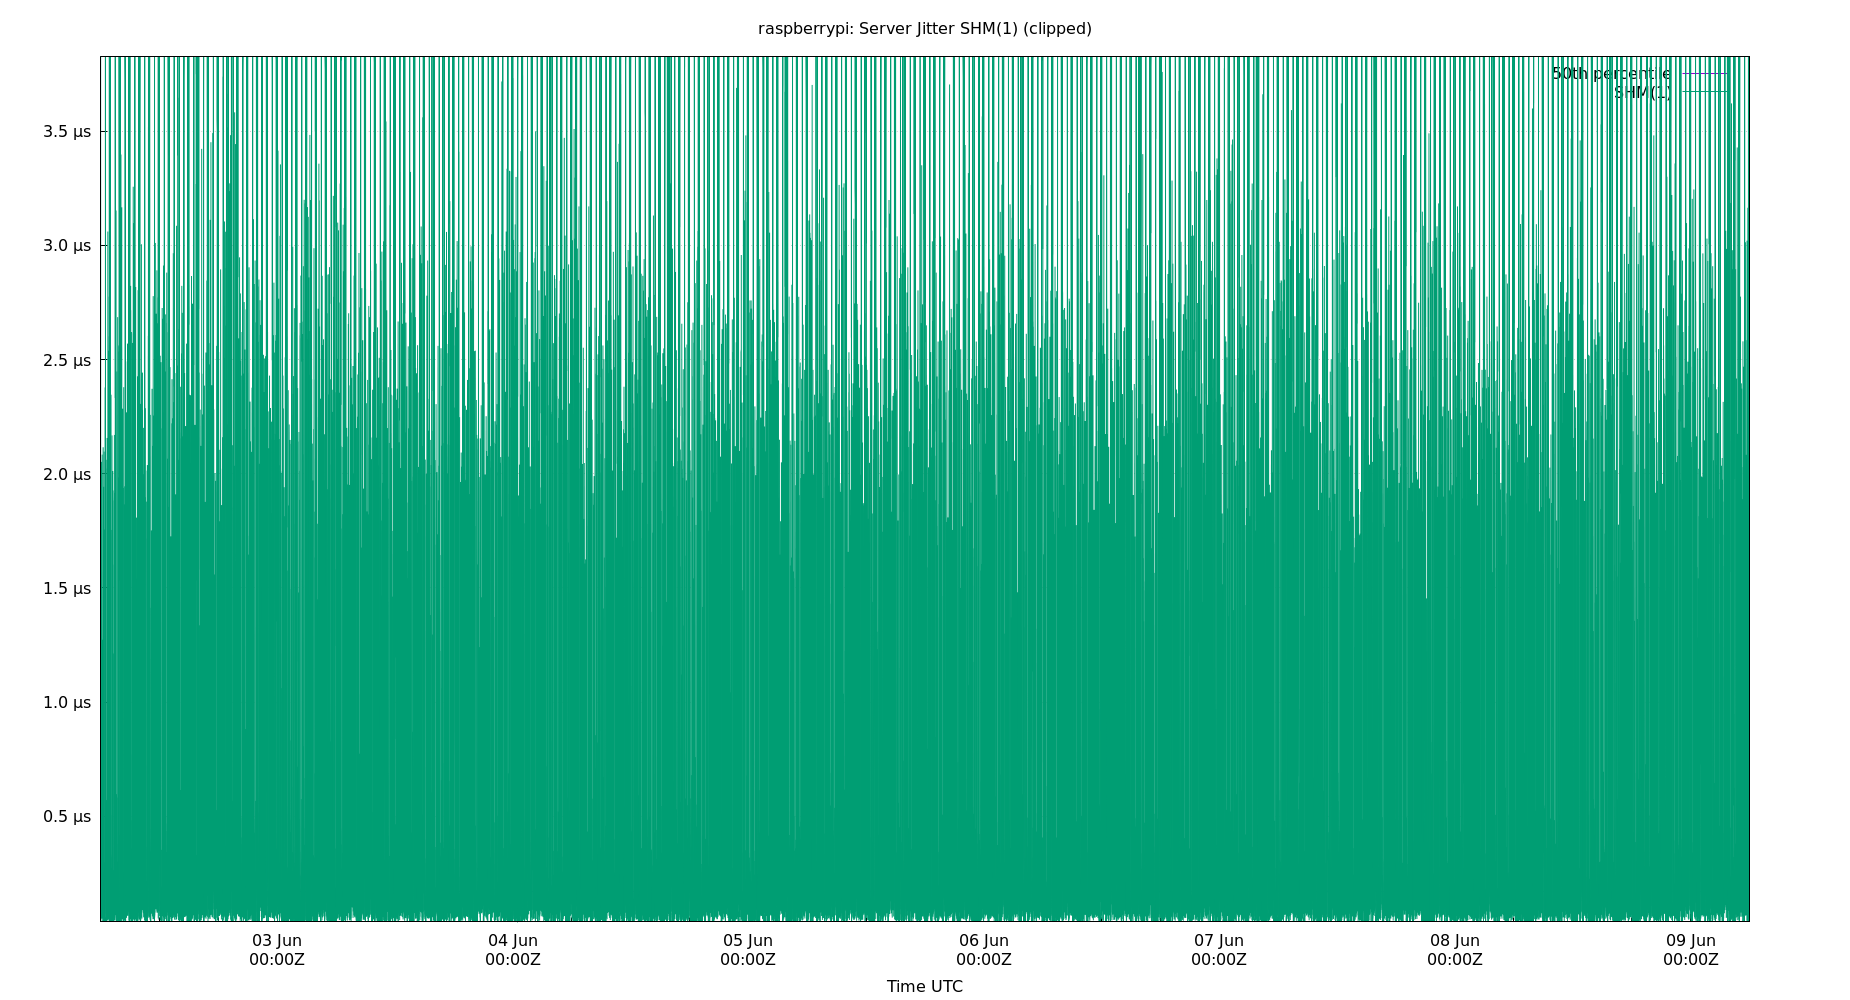 raspberrypi: Server Jitter SHM(1) (clipped)
50th percentile
SHM(1)
3.5 µs
3.0 µs
2.5 µs
2.0 µs
1.5 µs
1.0 µs
0.5 µs
03 Jun 04 Jun 05 Jun 06 Jun 07 Jun 08 Jun 09 Jun
00:00Z 00:00Z 00:00Z 00:00Z 00:00Z 00:00Z 00:00Z
Time UTC